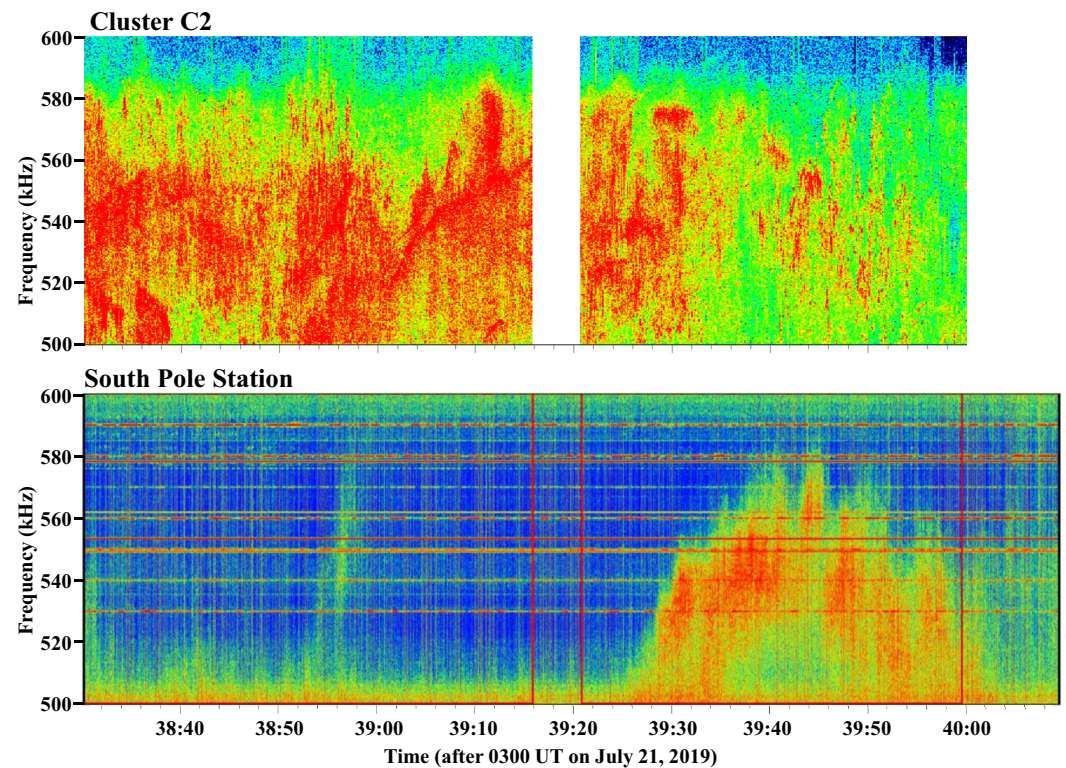 Cluster C2
600
580
560
540
520
500
Frequency (kHz)
South Pole Station
600
580
560
540
520
500
Frequency (kHz)
38:40 38:50 39:00 39:10 39:20 39:30 39:40 39:50 40:00
Time (after 0300 UT on July 21, 2019)